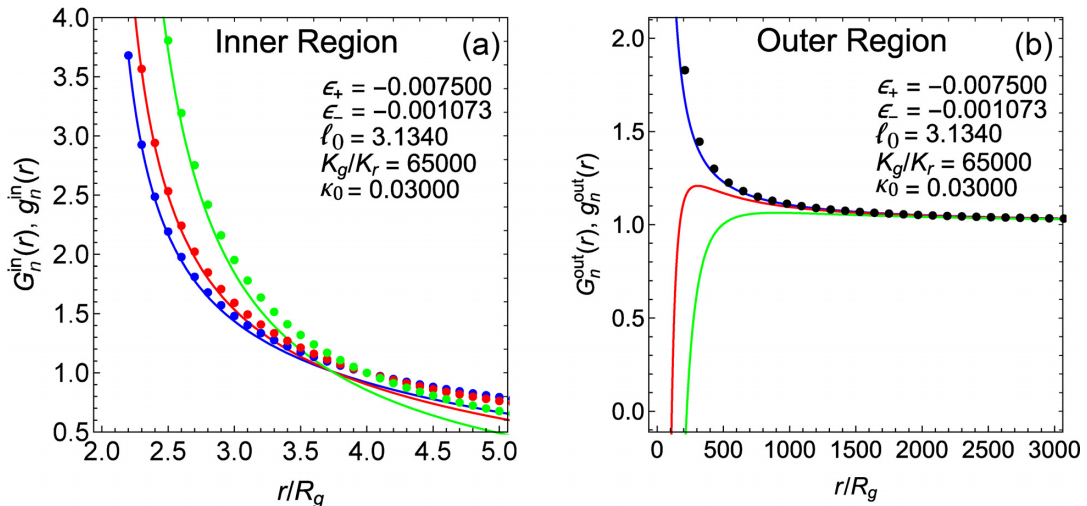 Inner Region
(a)
ϵ₊ = -0.007500
ϵ₋ = -0.001073
ℓ₀ = 3.1340
K_g/K_r = 65000
κ₀ = 0.03000
G_n^in(r), g_n^in(r)
4.0
3.5
3.0
2.5
2.0
1.5
1.0
0.5
2.0 2.5 3.0 3.5 4.0 4.5 5.0
r/R_g
Outer Region
(b)
ϵ₊ = -0.007500
ϵ₋ = -0.001073
ℓ₀ = 3.1340
K_g/K_r = 65000
κ₀ = 0.03000
G_n^out(r), g_n^out(r)
2.0
1.5
1.0
0.5
0.0
0 500 1000 1500 2000 2500 3000
r/R_g